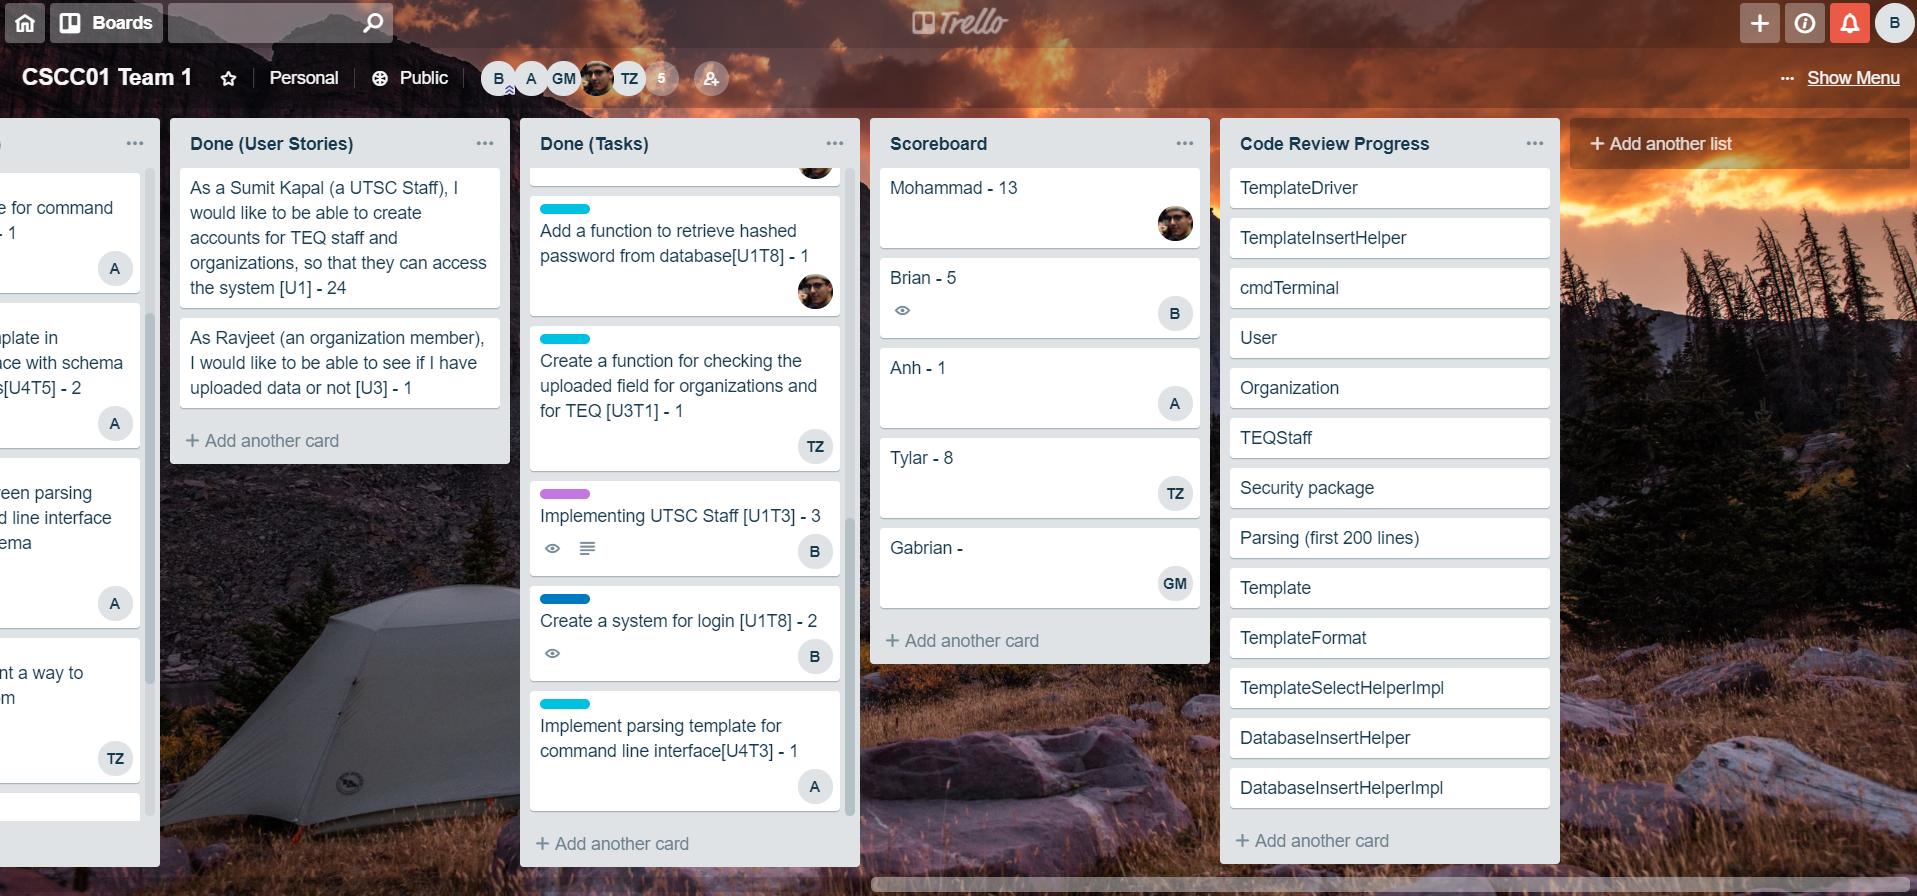 Boards
Trello
B
CSCC01 Team 1
Personal
Public
B A GM TZ 5
... Show Menu
e for command
- 1
A
plate in
ace with schema
s[U4T5] - 2
A
een parsing
d line interface
ema
A
nt a way to
om
TZ
Done (User Stories)
As a Sumit Kapal (a UTSC Staff), I
would like to be able to create
accounts for TEQ staff and
organizations, so that they can access
the system [U1] - 24
As Ravjeet (an organization member),
I would like to be able to see if I have
uploaded data or not [U3] - 1
+ Add another card
Done (Tasks)
Add a function to retrieve hashed
password from database[U1T8] - 1
Create a function for checking the
uploaded field for organizations and
for TEQ [U3T1] - 1
TZ
Implementing UTSC Staff [U1T3] - 3
B
Create a system for login [U1T8] - 2
B
Implement parsing template for
command line interface[U4T3] - 1
A
+ Add another card
Scoreboard
Mohammad - 13
Brian - 5
B
Anh - 1
A
Tylar - 8
TZ
Gabrian -
GM
+ Add another card
Code Review Progress
TemplateDriver
TemplateInsertHelper
cmdTerminal
User
Organization
TEQStaff
Security package
Parsing (first 200 lines)
Template
TemplateFormat
TemplateSelectHelperImpl
DatabaseInsertHelper
DatabaseInsertHelperImpl
+ Add another card
+ Add another list